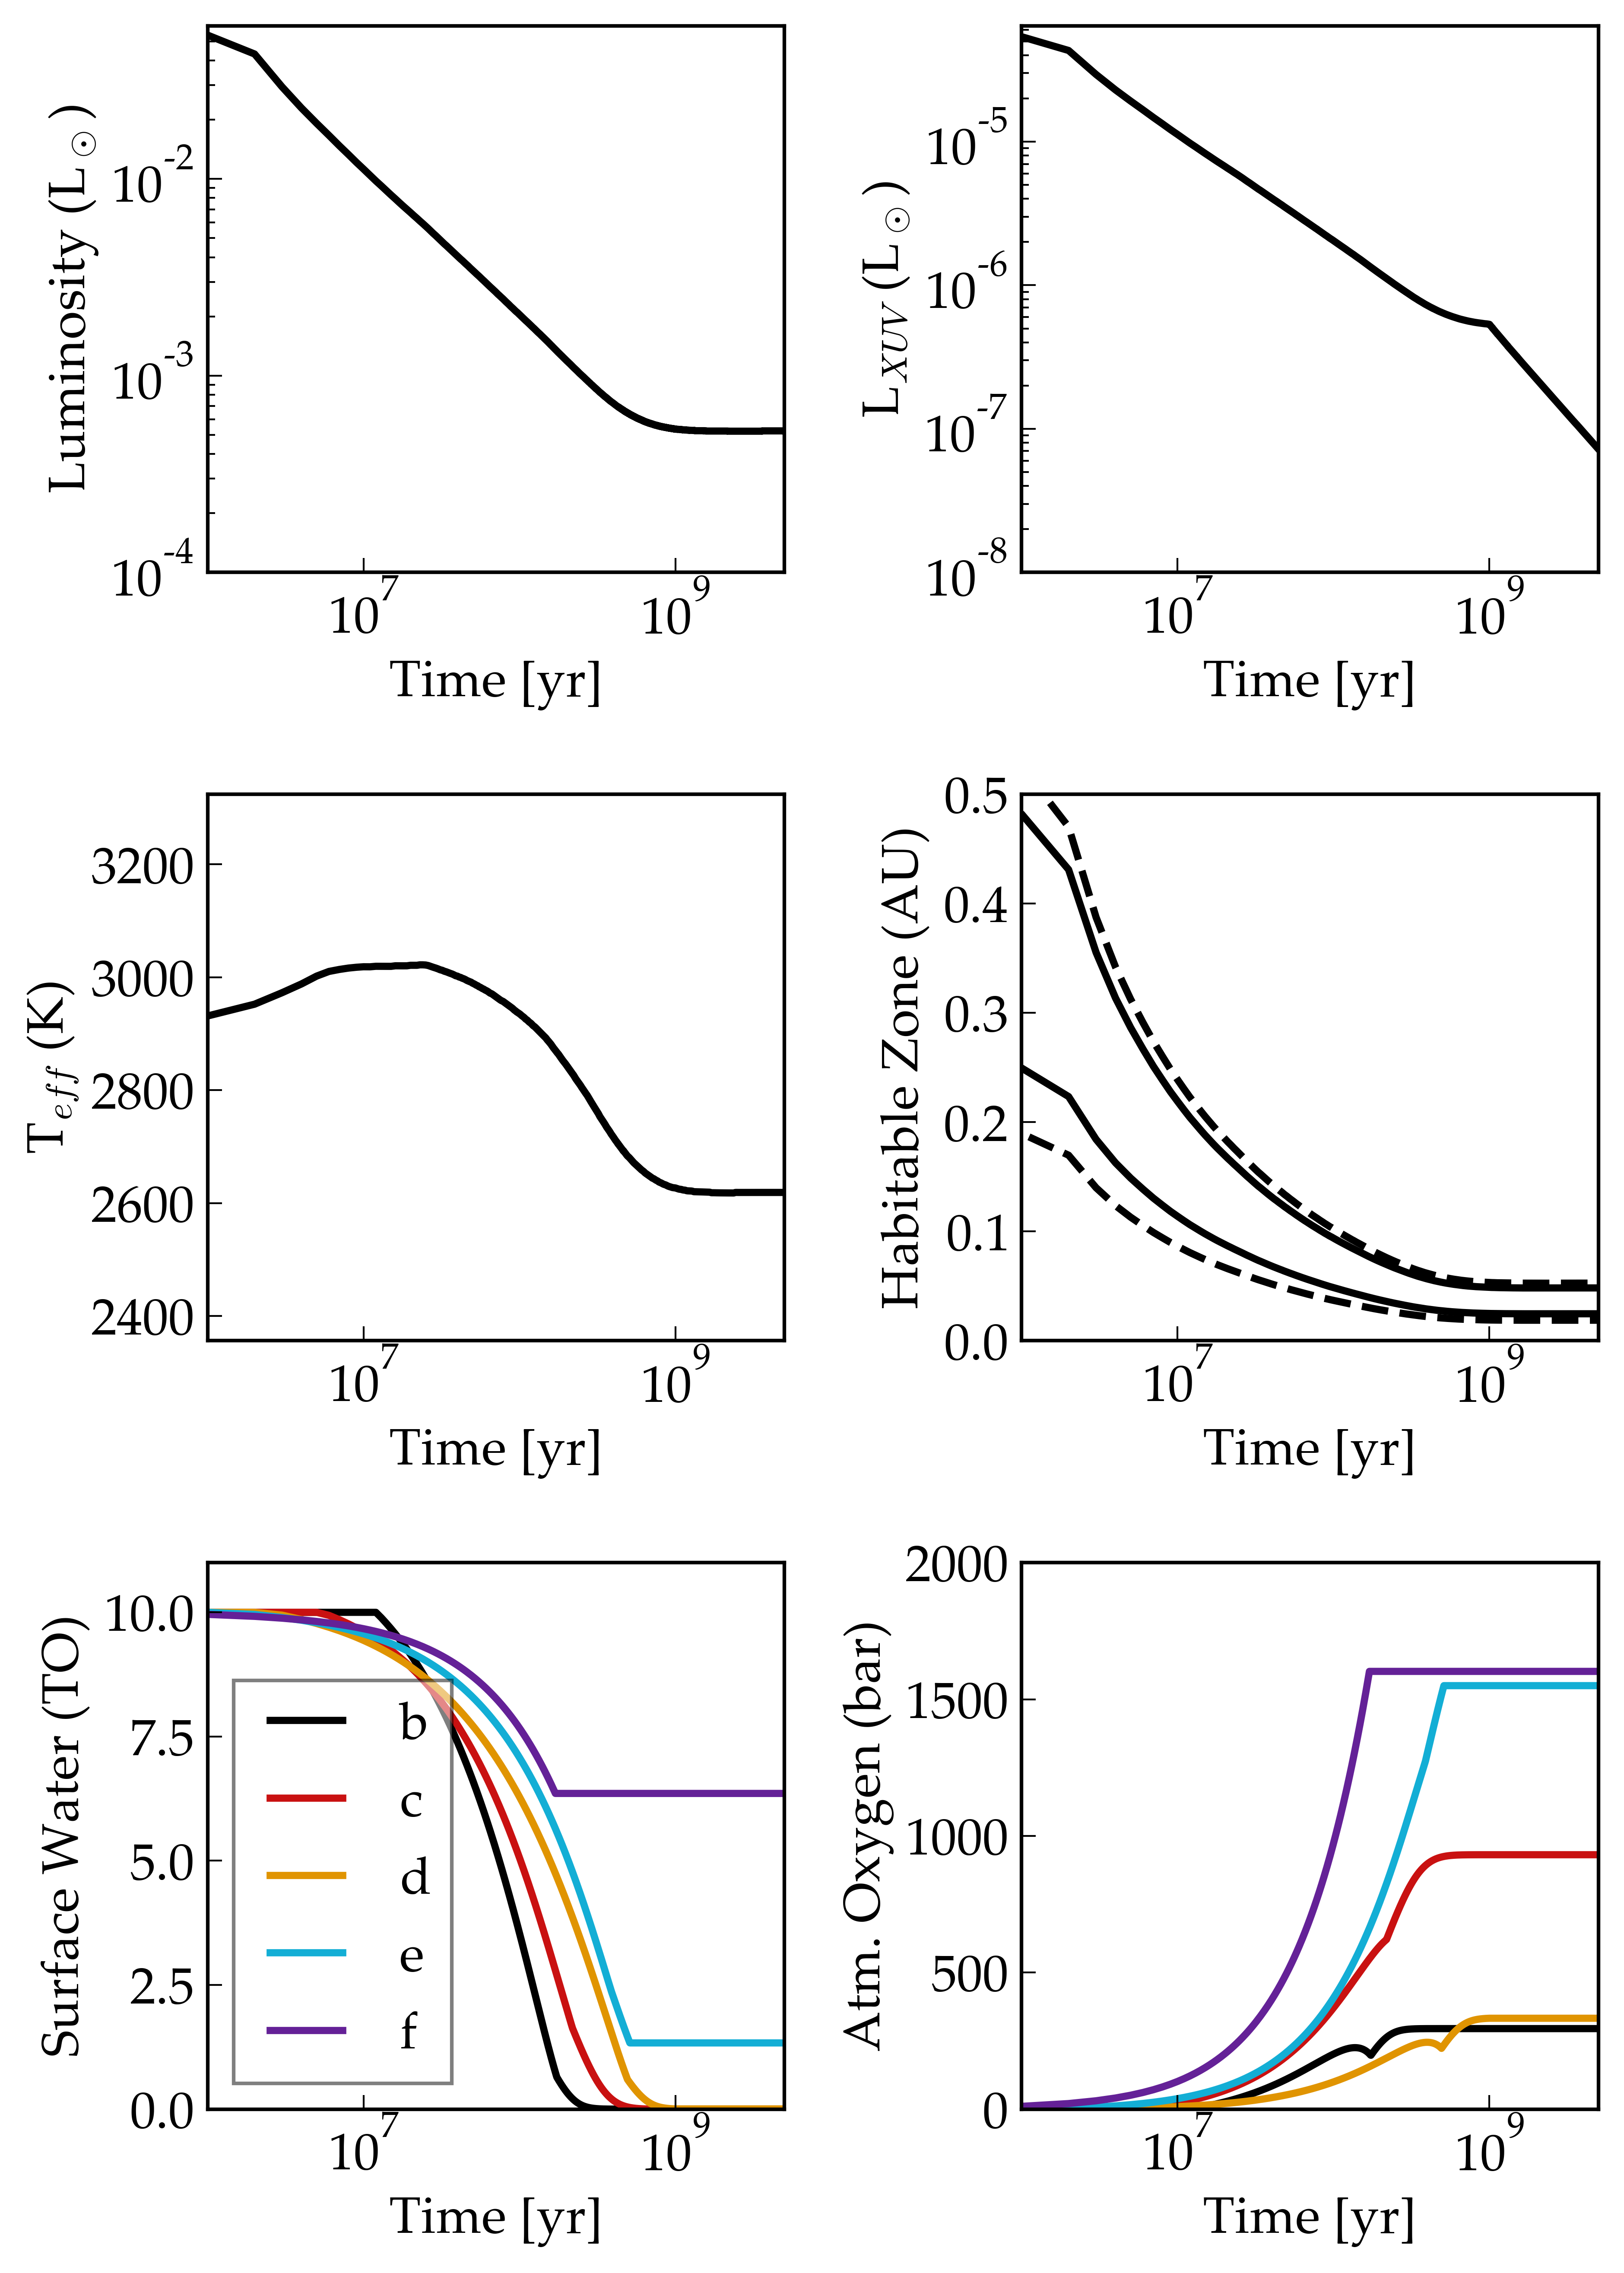 Luminosity (L⊙)
10^-2
10^-3
10^-4
10^7 10^9
Time [yr]
L_XUV (L⊙)
10^-5
10^-6
10^-7
10^-8
10^7 10^9
Time [yr]
T_eff (K)
3200
3000
2800
2600
2400
10^7 10^9
Time [yr]
Habitable Zone (AU)
0.5
0.4
0.3
0.2
0.1
0.0
10^7 10^9
Time [yr]
Surface Water (TO)
10.0
7.5
5.0
2.5
0.0
b
c
d
e
f
10^7 10^9
Time [yr]
Atm. Oxygen (bar)
2000
1500
1000
500
0
10^7 10^9
Time [yr]